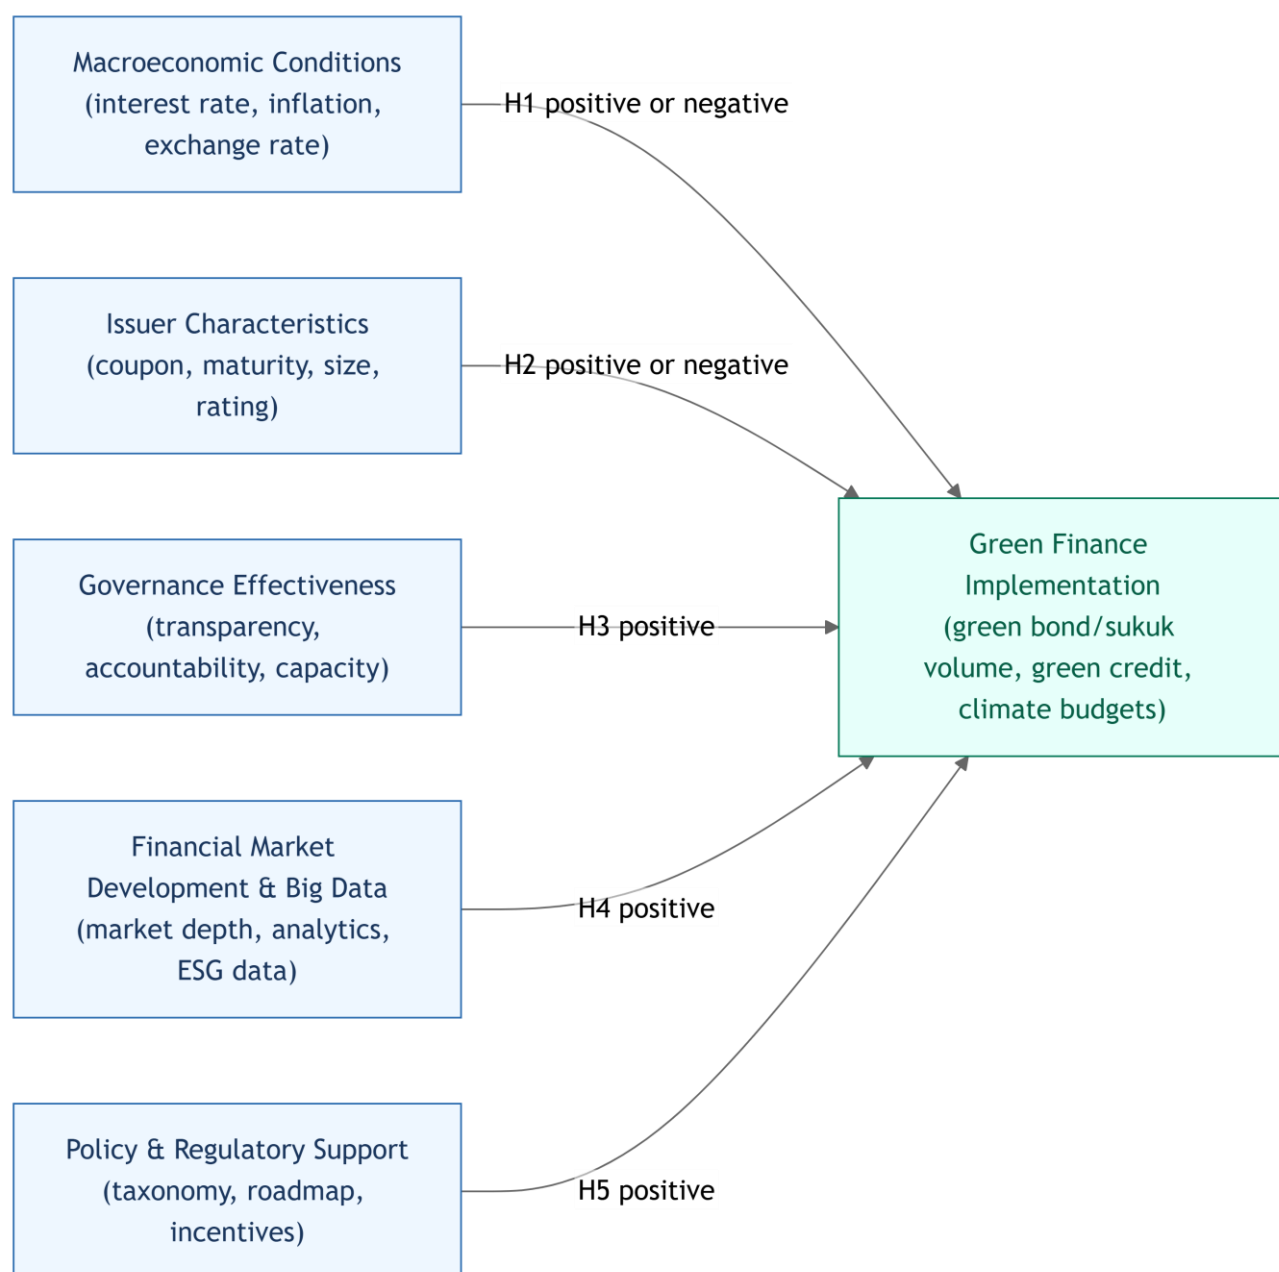 Macroeconomic Conditions
(interest rate, inflation,
exchange rate)
H1 positive or negative
Issuer Characteristics
(coupon, maturity, size,
rating)
H2 positive or negative
Governance Effectiveness
(transparency,
accountability, capacity)
H3 positive
Green Finance
Implementation
(green bond/sukuk
volume, green credit,
climate budgets)
Financial Market
Development & Big Data
(market depth, analytics,
ESG data)
H4 positive
Policy & Regulatory Support
(taxonomy, roadmap,
incentives)
H5 positive